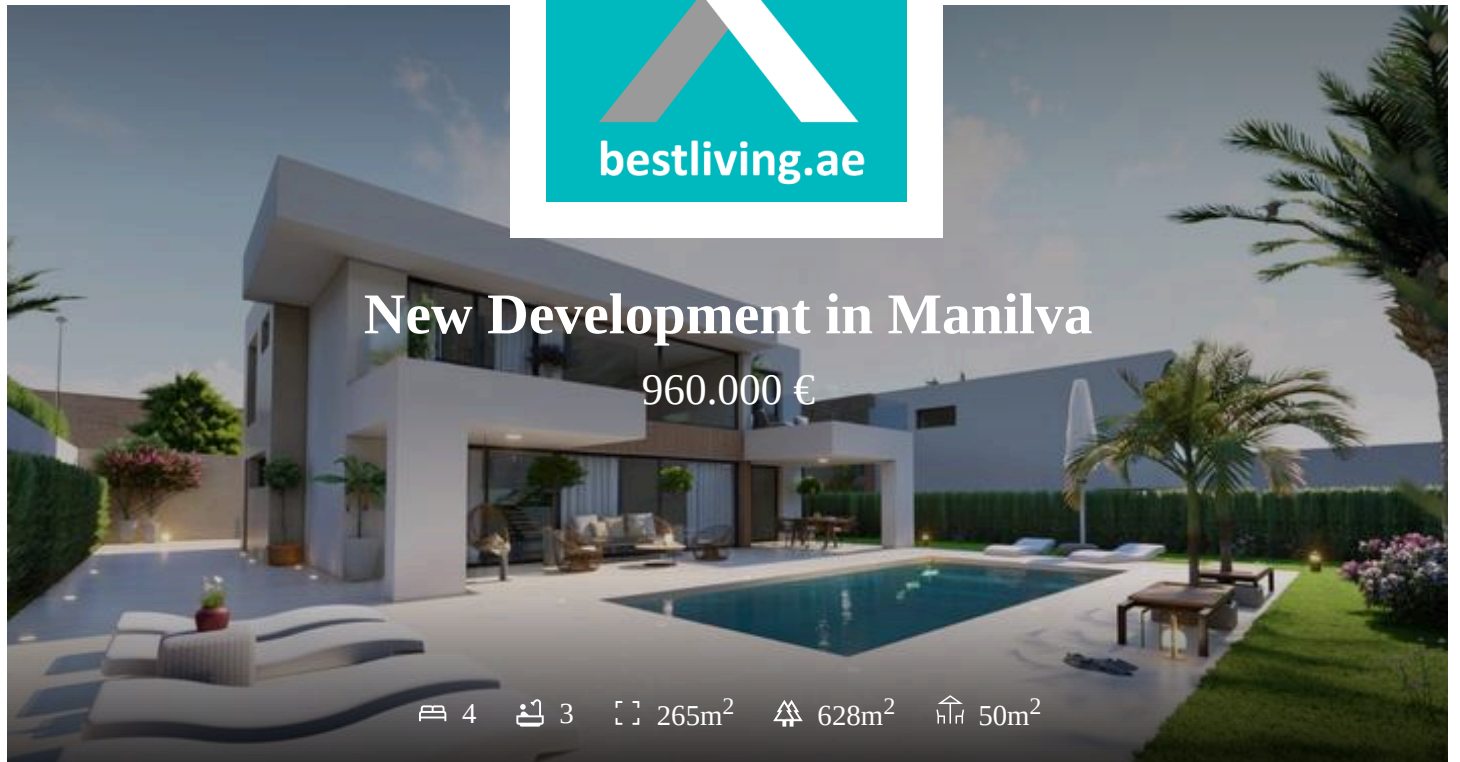 bestliving.ae
New Development in Manilva
960.000 €
4 3 265m² 628m² 50m²